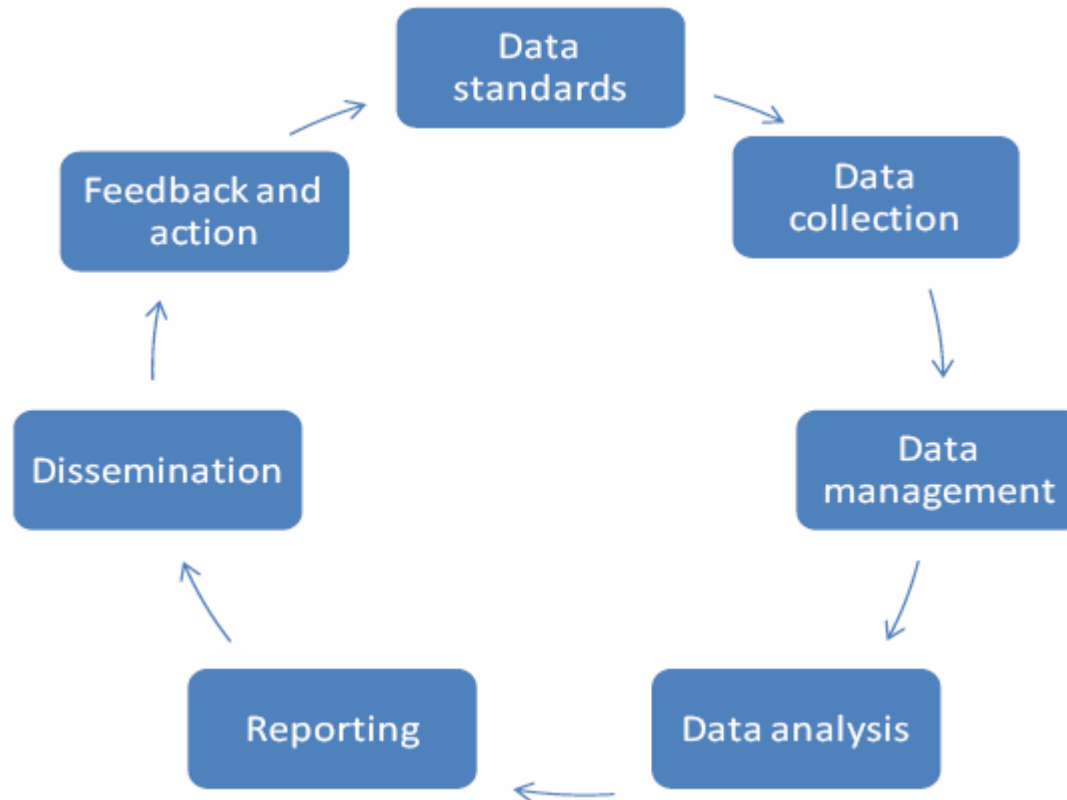 Data
standards
Data
collection
Data
management
Data analysis
Reporting
Dissemination
Feedback and
action